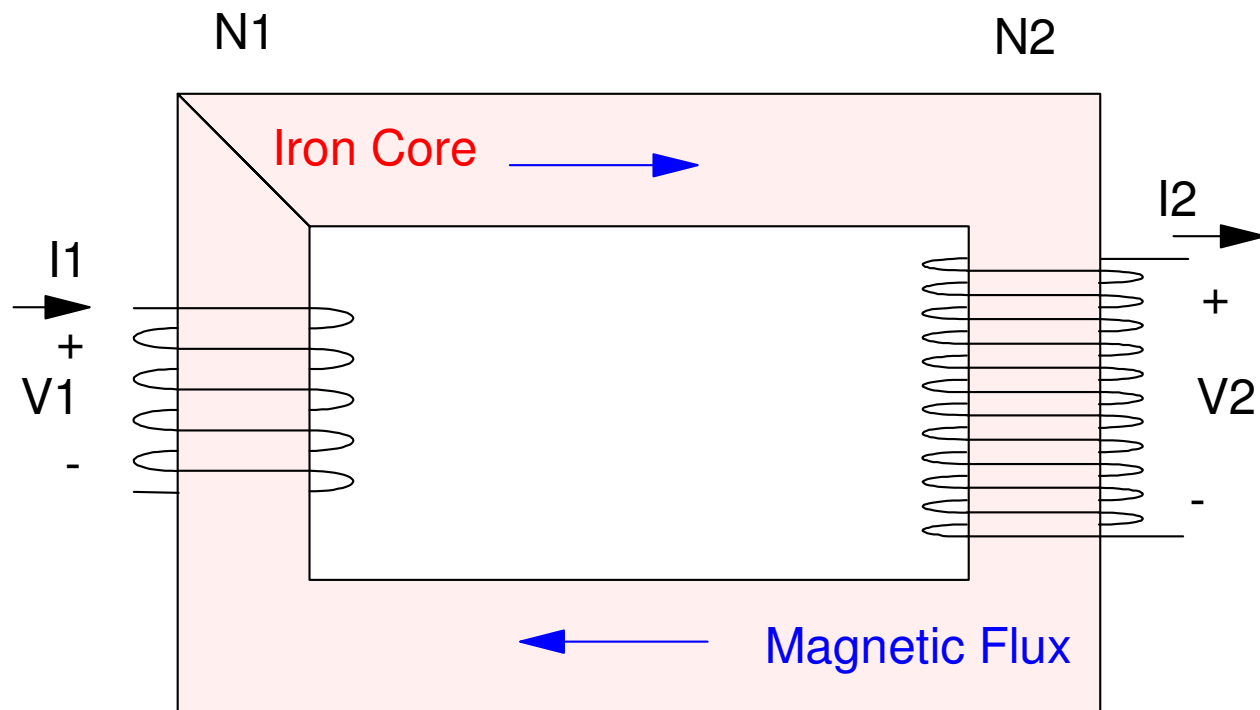 N1
N2
Iron Core
I2
I1
+
+
V1
V2
-
-
Magnetic Flux